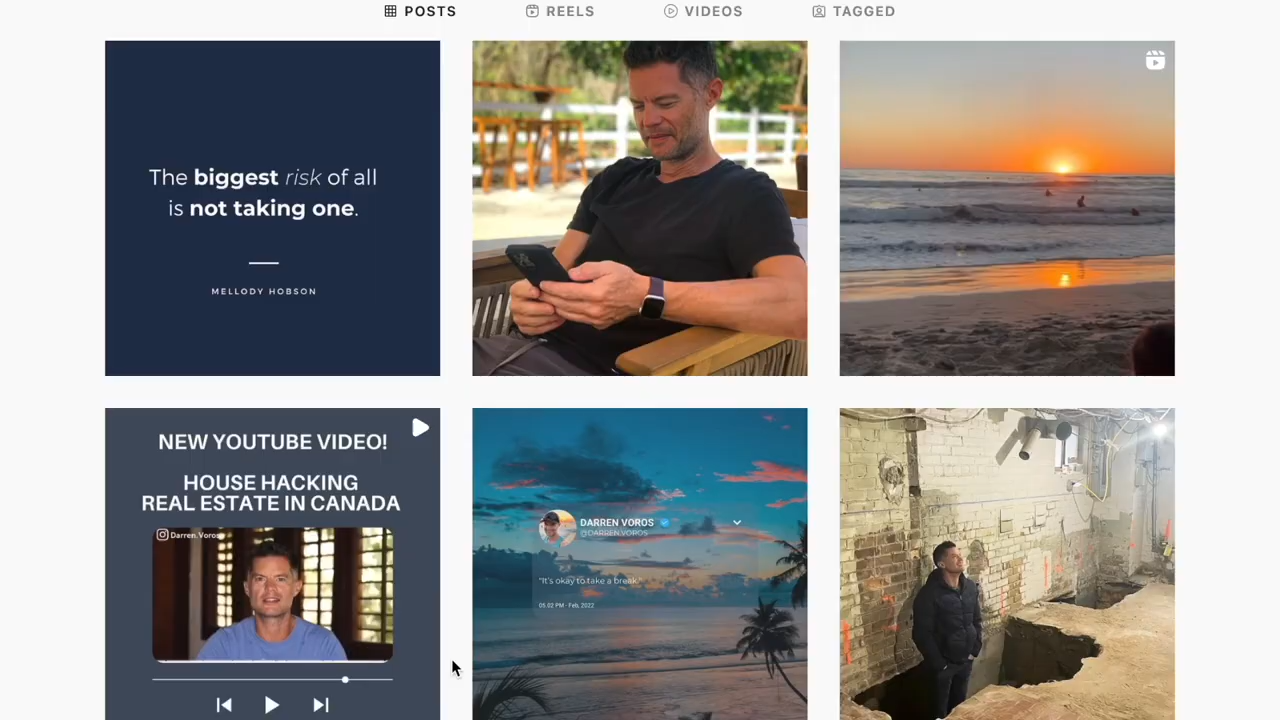 POSTS
REELS
VIDEOS
TAGGED
The biggest risk of all
is not taking one.
MELLODY HOBSON
NEW YOUTUBE VIDEO!
HOUSE HACKING
REAL ESTATE IN CANADA
Darren.Voros
DARREN VOROS
@DARREN.VOROS
"It's okay to take a break"
05.02 PM · Feb, 2022